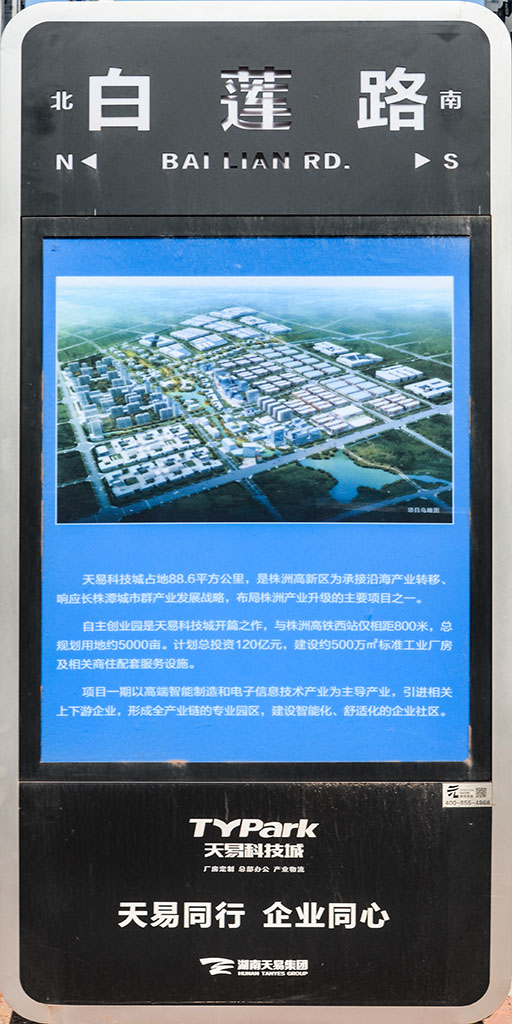 北 白 莲 路 南
N BAI LIAN RD. S
项目鸟瞰图
天易科技城占地88.6平方公里，是株洲高新区为承接沿海产业转移、
响应长株潭城市群产业发展战略，布局株洲产业升级的主要项目之一。
自主创业园是天易科技城开篇之作，与株洲高铁西站仅相距800米，总
规划用地约5000亩。计划总投资120亿元，建设约500万㎡标准工业厂房
及相关商住配套服务设施。
项目一期以高端智能制造和电子信息技术产业为主导产业，引进相关
上下游企业，形成全产业链的专业园区，建设智能化、舒适化的企业社区。
400-855-4868
TYPark
天易科技城
厂房定制 总部办公 产业物流
天易同行 企业同心
湖南天易集团
HUNAN TANYES GROUP